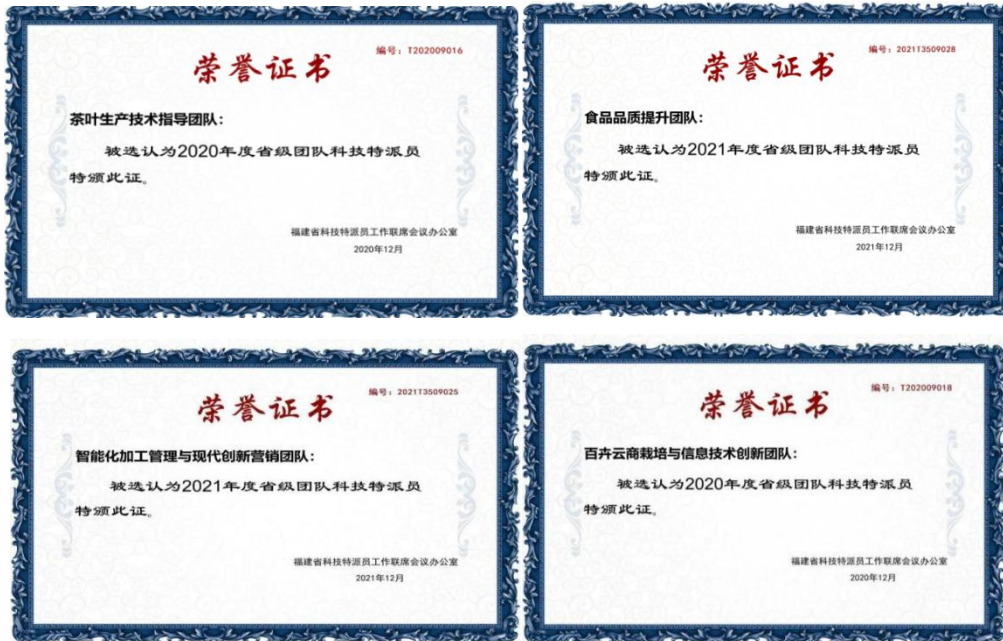 编号：T202009016
荣誉证书
茶叶生产技术指导团队：
被选认为2020年度省级团队科技特派员
特颁此证。
福建省科技特派员工作联席会议办公室
2020年12月
编号：2021T3509028
荣誉证书
食品品质提升团队：
被选认为2021年度省级团队科技特派员
特颁此证。
福建省科技特派员工作联席会议办公室
2021年12月
编号：2021T3509025
荣誉证书
智能化加工管理与现代创新营销团队：
被选认为2021年度省级团队科技特派员
特颁此证。
福建省科技特派员工作联席会议办公室
2021年12月
编号：T202009018
荣誉证书
百卉云商栽培与信息技术创新团队：
被选认为2020年度省级团队科技特派员
特颁此证。
福建省科技特派员工作联席会议办公室
2020年12月